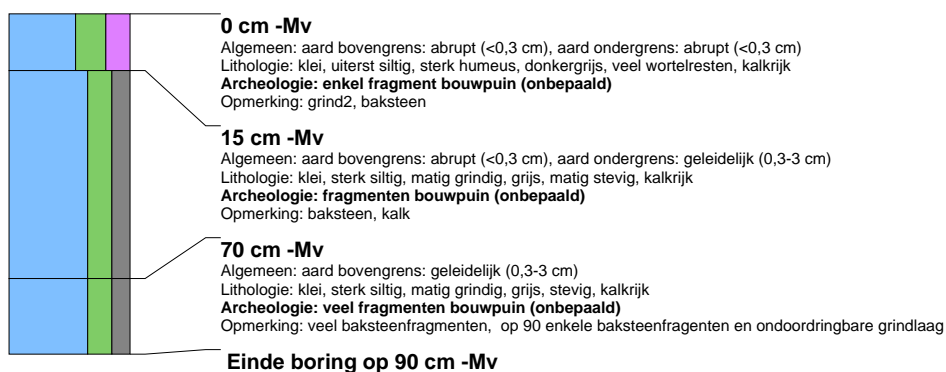 0 cm -Mv
Algemeen: aard bovengrens: abrupt (<0,3 cm), aard ondergrens: abrupt (<0,3 cm)
Lithologie: klei, uiterst siltig, sterk humeus, donkergrijs, veel wortelresten, kalkrijk
Archeologie: enkel fragment bouwpuin (onbepaald)
Opmerking: grind2, baksteen
15 cm -Mv
Algemeen: aard bovengrens: abrupt (<0,3 cm), aard ondergrens: geleidelijk (0,3-3 cm)
Lithologie: klei, sterk siltig, matig grindig, grijs, matig stevig, kalkrijk
Archeologie: fragmenten bouwpuin (onbepaald)
Opmerking: baksteen, kalk
70 cm -Mv
Algemeen: aard bovengrens: geleidelijk (0,3-3 cm)
Lithologie: klei, sterk siltig, matig grindig, grijs, stevig, kalkrijk
Archeologie: veel fragmenten bouwpuin (onbepaald)
Opmerking: veel baksteenfragmenten, op 90 enkele baksteenfragenten en ondoordringbare grindlaag
Einde boring op 90 cm -Mv